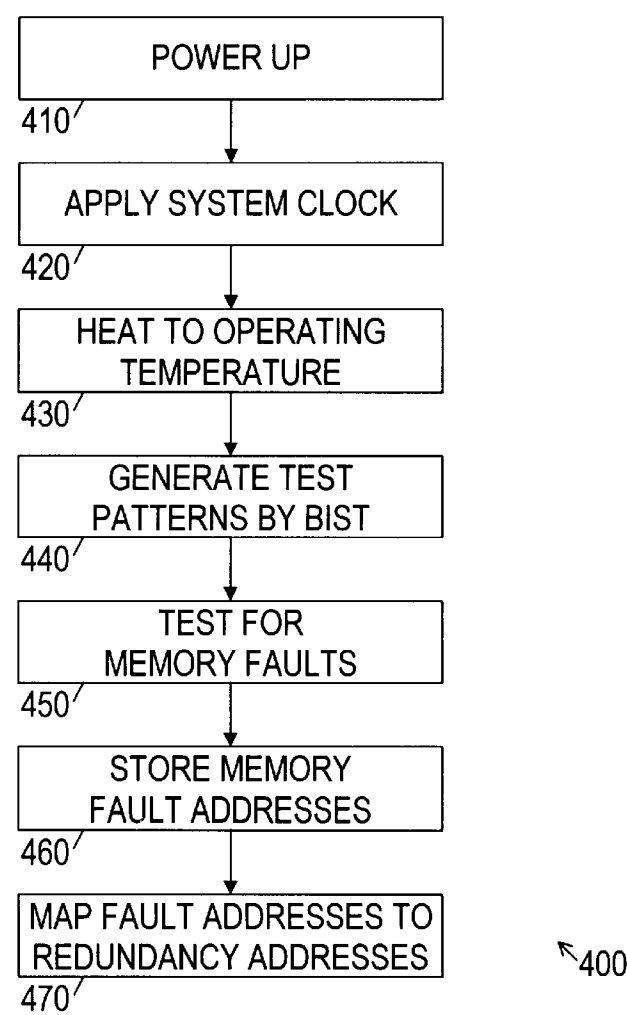 POWER UP
410
APPLY SYSTEM CLOCK
420
HEAT TO OPERATING
TEMPERATURE
430
GENERATE TEST
PATTERNS BY BIST
440
TEST FOR
MEMORY FAULTS
450
STORE MEMORY
FAULT ADDRESSES
460
MAP FAULT ADDRESSES TO
REDUNDANCY ADDRESSES
470
400